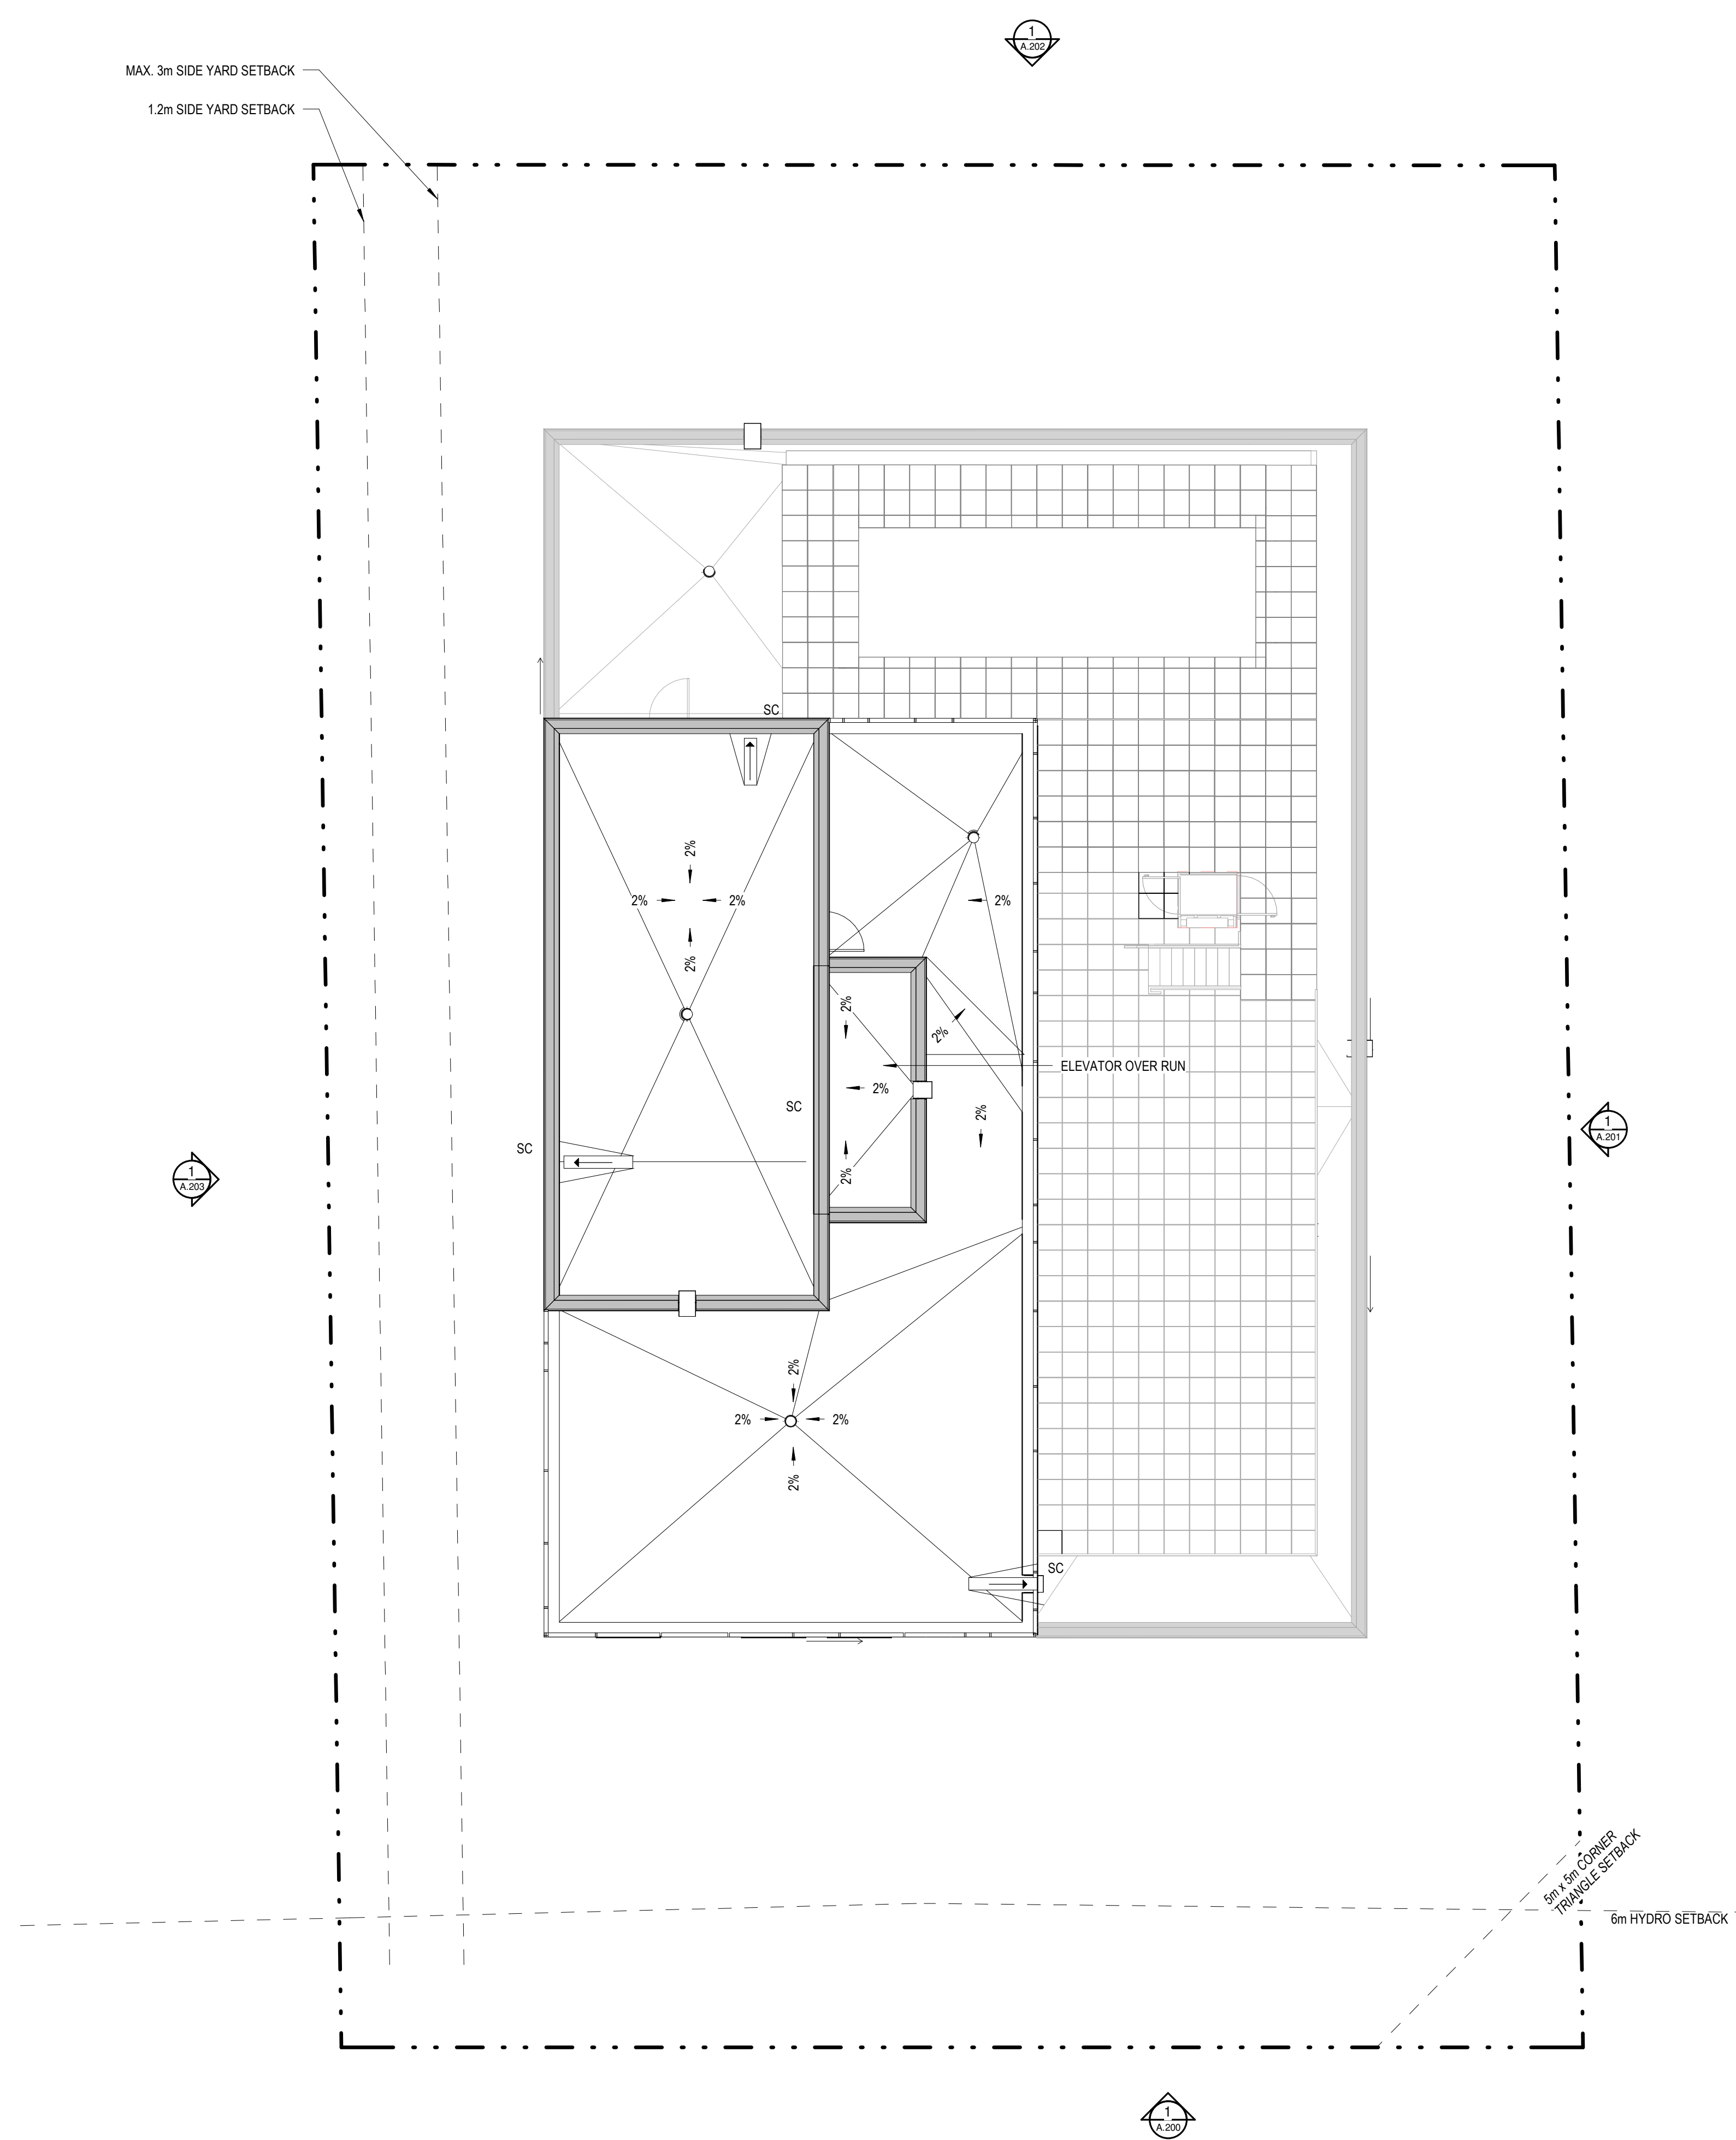 1
A.202
MAX. 3m SIDE YARD SETBACK
1.2m SIDE YARD SETBACK
SC
2%
2%
2%
2%
2%
2%
2%
ELEVATOR OVER RUN
2%
SC
2%
SC
2%
1
A.201
1
A.203
2%
2%
2%
2%
SC
5m x 5m CORNER
TRIANGLE SETBACK
6m HYDRO SETBACK
1
A.200